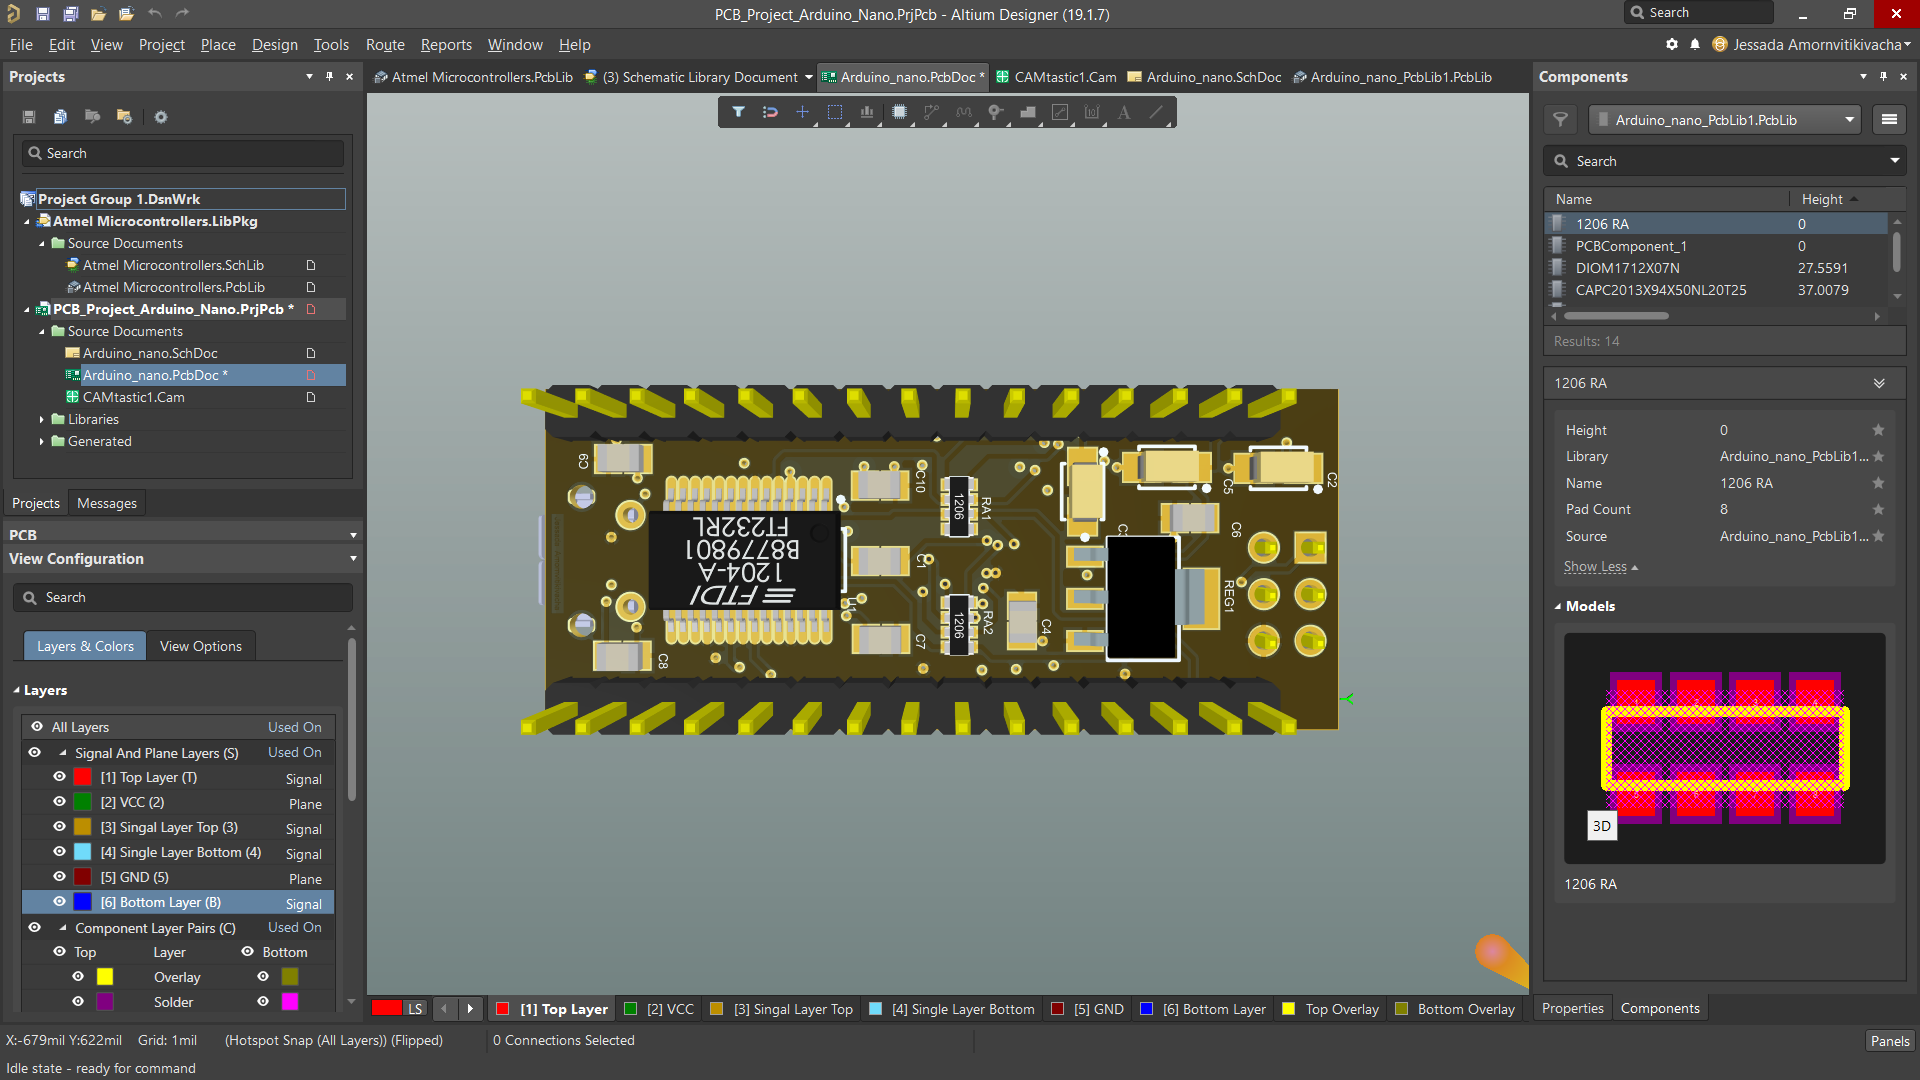 PCB_Project_Arduino_Nano.PrjPcb - Altium Designer (19.1.7)
Search
File Edit View Project Place Design Tools Route Reports Window Help
Jessada Amornvitikivacha
Projects
Atmel Microcontrollers.PcbLib
(3) Schematic Library Document
Arduino_nano.PcbDoc *
CAMtastic1.Cam
Arduino_nano.SchDoc
Arduino_nano_PcbLib1.PcbLib
Search
Project Group 1.DsnWrk
Atmel Microcontrollers.LibPkg
Source Documents
Atmel Microcontrollers.SchLib
Atmel Microcontrollers.PcbLib
PCB_Project_Arduino_Nano.PrjPcb *
Source Documents
Arduino_nano.SchDoc
Arduino_nano.PcbDoc *
CAMtastic1.Cam
Libraries
Generated
Projects Messages
PCB
View Configuration
Search
Layers & Colors View Options
Layers
All Layers Used On
Signal And Plane Layers (S) Used On
[1] Top Layer (T) Signal
[2] VCC (2) Plane
[3] Singal Layer Top (3) Signal
[4] Single Layer Bottom (4) Signal
[5] GND (5) Plane
[6] Bottom Layer (B) Signal
Component Layer Pairs (C) Used On
Top Layer Bottom
Overlay
Solder
C9
C10
1206
RA1
C5
C2
C6
FTDI
1204-A
B8779801
FT232RL
U1
C1
1206
RA2
C4
REG1
C7
C8
LS
[1] Top Layer
[2] VCC
[3] Singal Layer Top
[4] Single Layer Bottom
[5] GND
[6] Bottom Layer
Top Overlay
Bottom Overlay
Components
Arduino_nano_PcbLib1.PcbLib
Search
Name Height
1206 RA 0
PCBComponent_1 0
DIOM1712X07N 27.5591
CAPC2013X94X50NL20T25 37.0079
Results: 14
1206 RA
Height 0
Library Arduino_nano_PcbLib1...
Name 1206 RA
Pad Count 8
Source Arduino_nano_PcbLib1...
Show Less
Models
3D
1206 RA
Properties Components
X:-679mil Y:622mil Grid: 1mil (Hotspot Snap (All Layers)) (Flipped) 0 Connections Selected
Panels
Idle state - ready for command